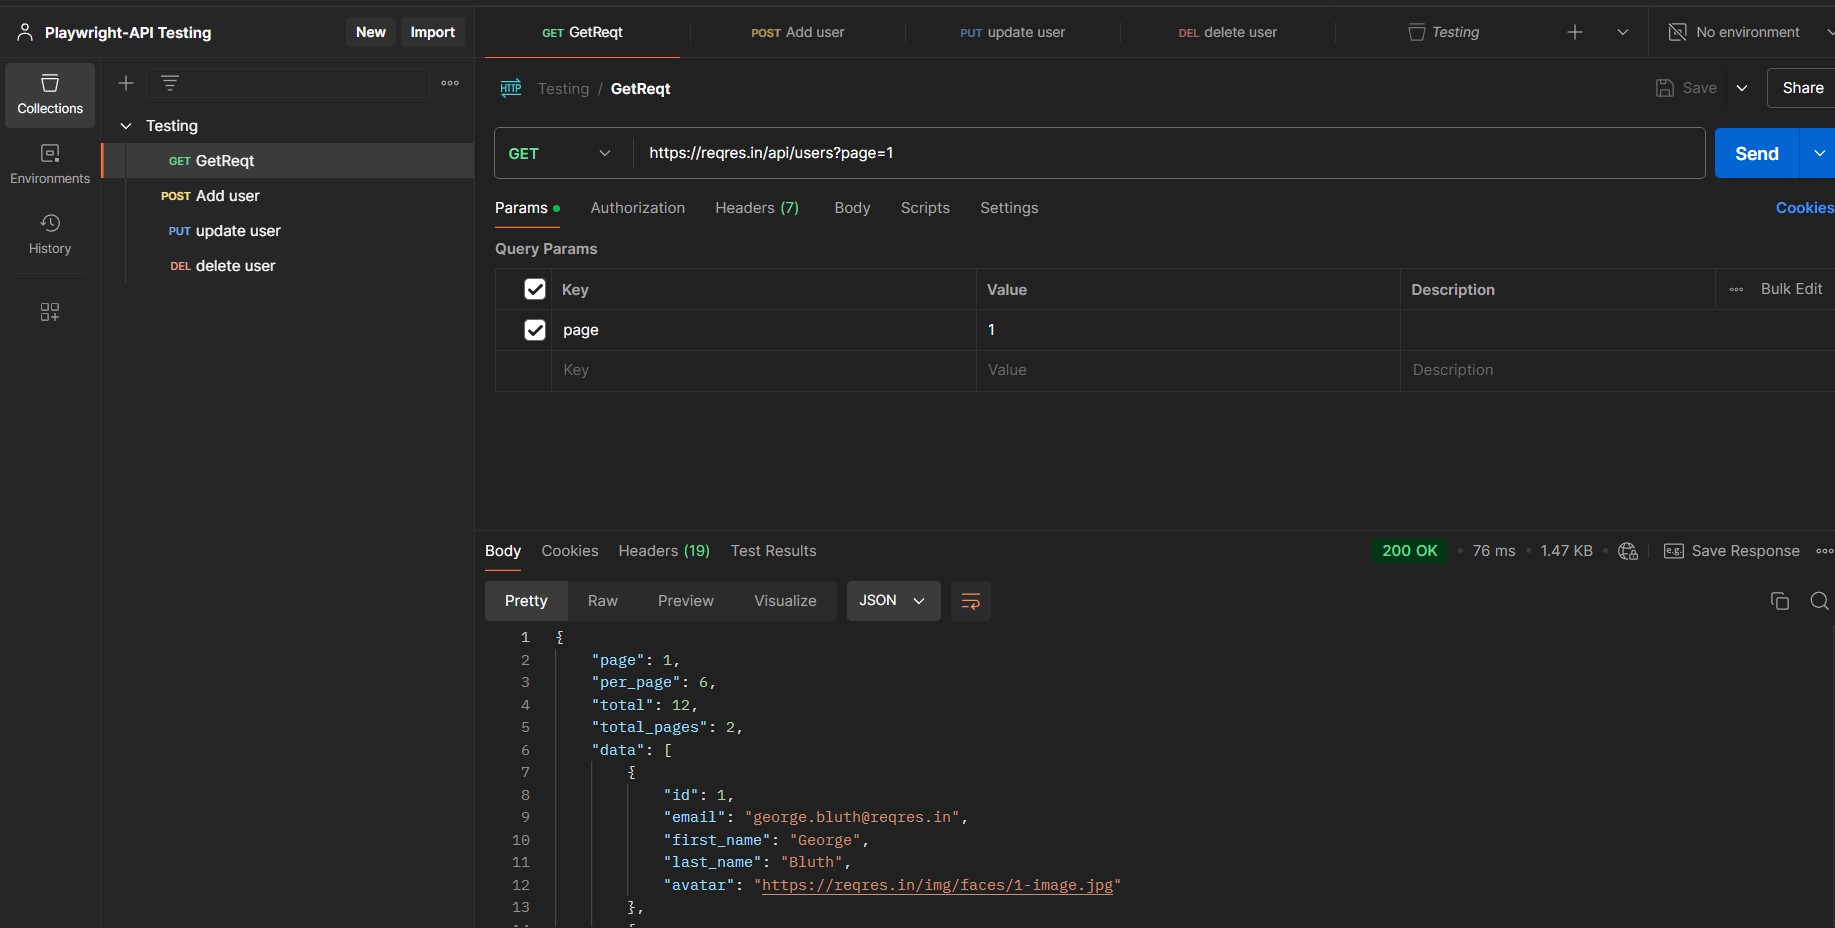 Playwright-API Testing
New
Import
GET GetReqt
POST Add user
PUT update user
DEL delete user
Testing
No environment
Collections
Environments
History
Testing
GET GetReqt
POST Add user
PUT update user
DEL delete user
HTTP
Testing / GetReqt
Save
Share
GET
https://reqres.in/api/users?page=1
Send
Params
Authorization
Headers (7)
Body
Scripts
Settings
Cookies
Query Params
Key Value Description Bulk Edit
page 1
Key Value Description
Body
Cookies
Headers (19)
Test Results
200 OK
76 ms
1.47 KB
e.g.
Save Response
Pretty
Raw
Preview
Visualize
JSON
1 {
2 "page": 1,
3 "per_page": 6,
4 "total": 12,
5 "total_pages": 2,
6 "data": [
7 {
8 "id": 1,
9 "email": "george.bluth@reqres.in",
10 "first_name": "George",
11 "last_name": "Bluth",
12 "avatar": "https://reqres.in/img/faces/1-image.jpg"
13 },